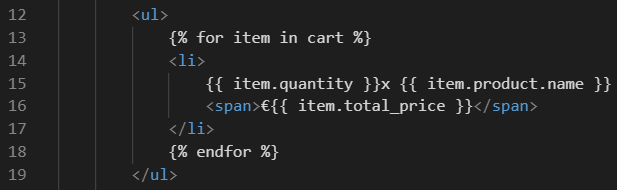 12 <ul>
13 {% for item in cart %}
14 <li>
15 {{ item.quantity }}x {{ item.product.name }}
16 <span>€{{ item.total_price }}</span>
17 </li>
18 {% endfor %}
19 </ul>